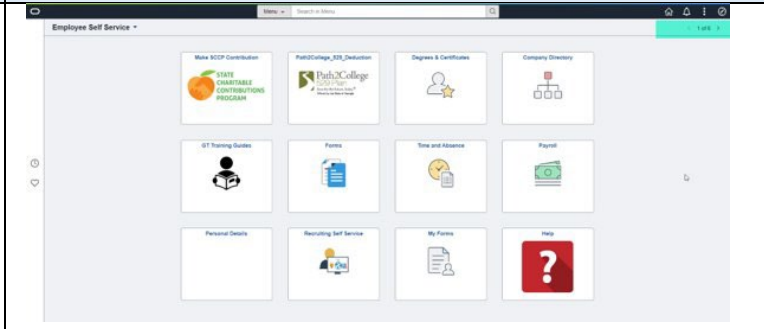 Menu Search in Menu
Employee Self Service
1 of 6
Make SCCP Contribution
Path2College_529_Deduction
Degrees & Certificates
Company Directory
STATE
CHARITABLE
CONTRIBUTIONS
PROGRAM
Path2College
529 Plan
GT Training Guides
Forms
Time and Absence
Payroll
Personal Details
Recruiting Self Service
My Forms
Help
?